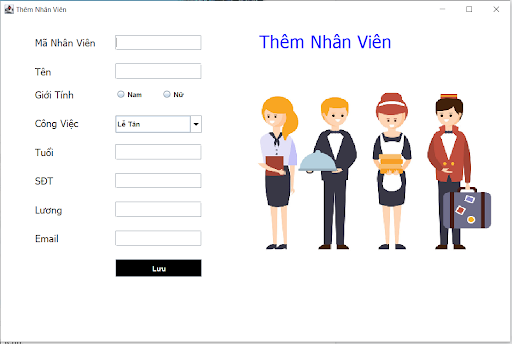 Thêm Nhân Viên
Mã Nhân Viên
Thêm Nhân Viên
Tên
Giới Tính
Nam
Nữ
Công Việc
Lễ Tân
Tuổi
SĐT
Lương
Email
Lưu